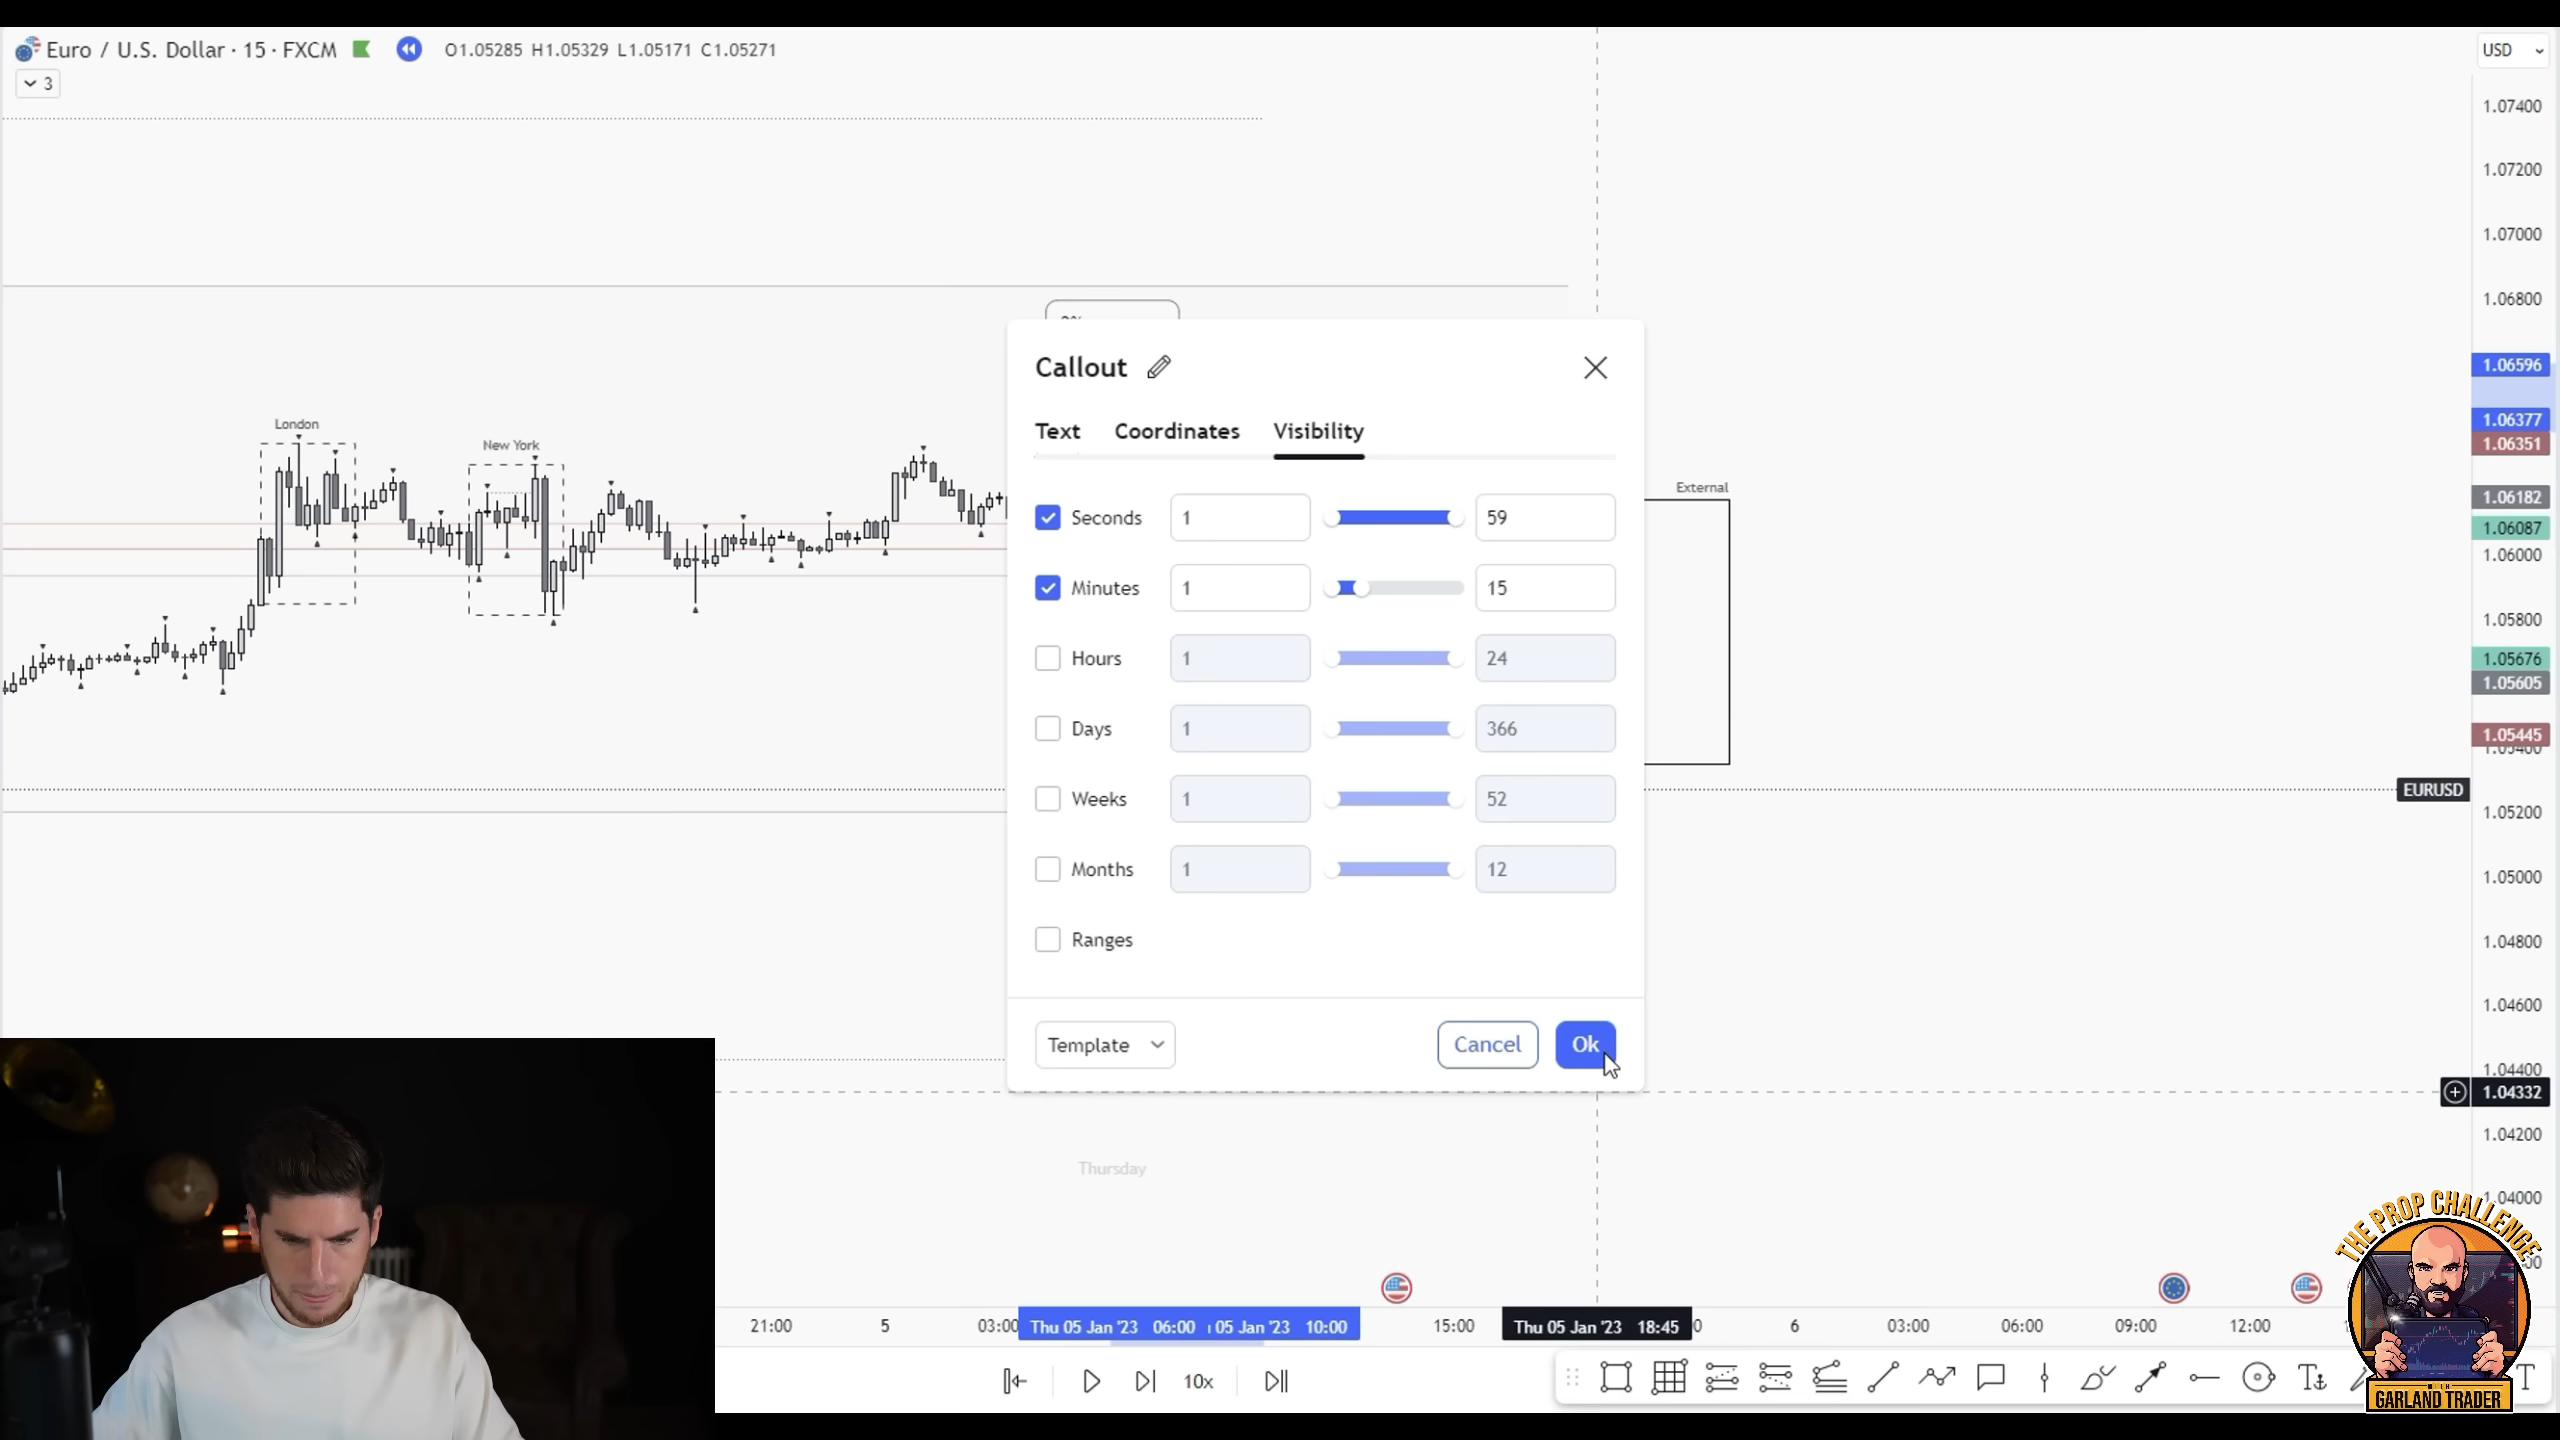 Euro / U.S. Dollar · 15 · FXCM O1.05285 H1.05329 L1.05171 C1.05271
USD
3
1.07400
1.07200
1.07000
1.06800
1.06596
1.06377
1.06351
1.06182
1.06087
1.06000
1.05800
1.05676
1.05605
1.05445
EURUSD
1.05200
1.05000
1.04800
1.04600
1.04400
1.04332
1.04200
1.04000
London
New York
External
Callout
Text Coordinates Visibility
Seconds 1 59
Minutes 1 15
Hours 1 24
Days 1 366
Weeks 1 52
Months 1 12
Ranges
Template Cancel Ok
Thursday
21:00 5 03:00 Thu 05 Jan '23 06:00 05 Jan '23 10:00 15:00 Thu 05 Jan '23 18:45 6 03:00 06:00 09:00 12:00
10x
THE PROP CHALLENGE
WITH
GARLAND TRADER